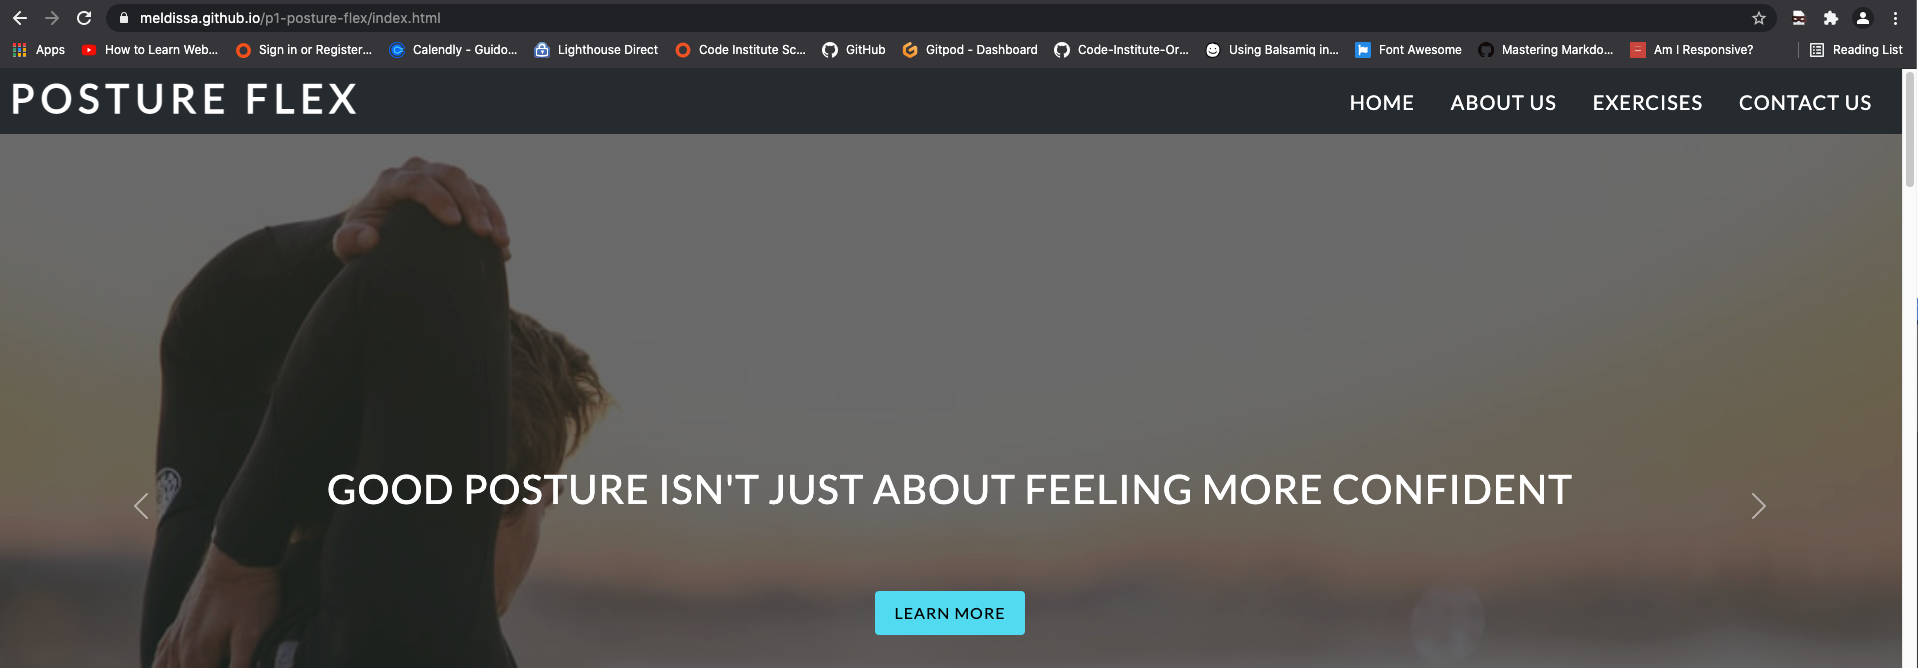 meldissa.github.io/p1-posture-flex/index.html
Apps How to Learn Web... Sign in or Register... Calendly - Guido... Lighthouse Direct Code Institute Sc... GitHub Gitpod - Dashboard Code-Institute-Or... Using Balsamiq in... Font Awesome Mastering Markdo... Am I Responsive? Reading List
POSTURE FLEX HOME ABOUT US EXERCISES CONTACT US
GOOD POSTURE ISN'T JUST ABOUT FEELING MORE CONFIDENT
LEARN MORE